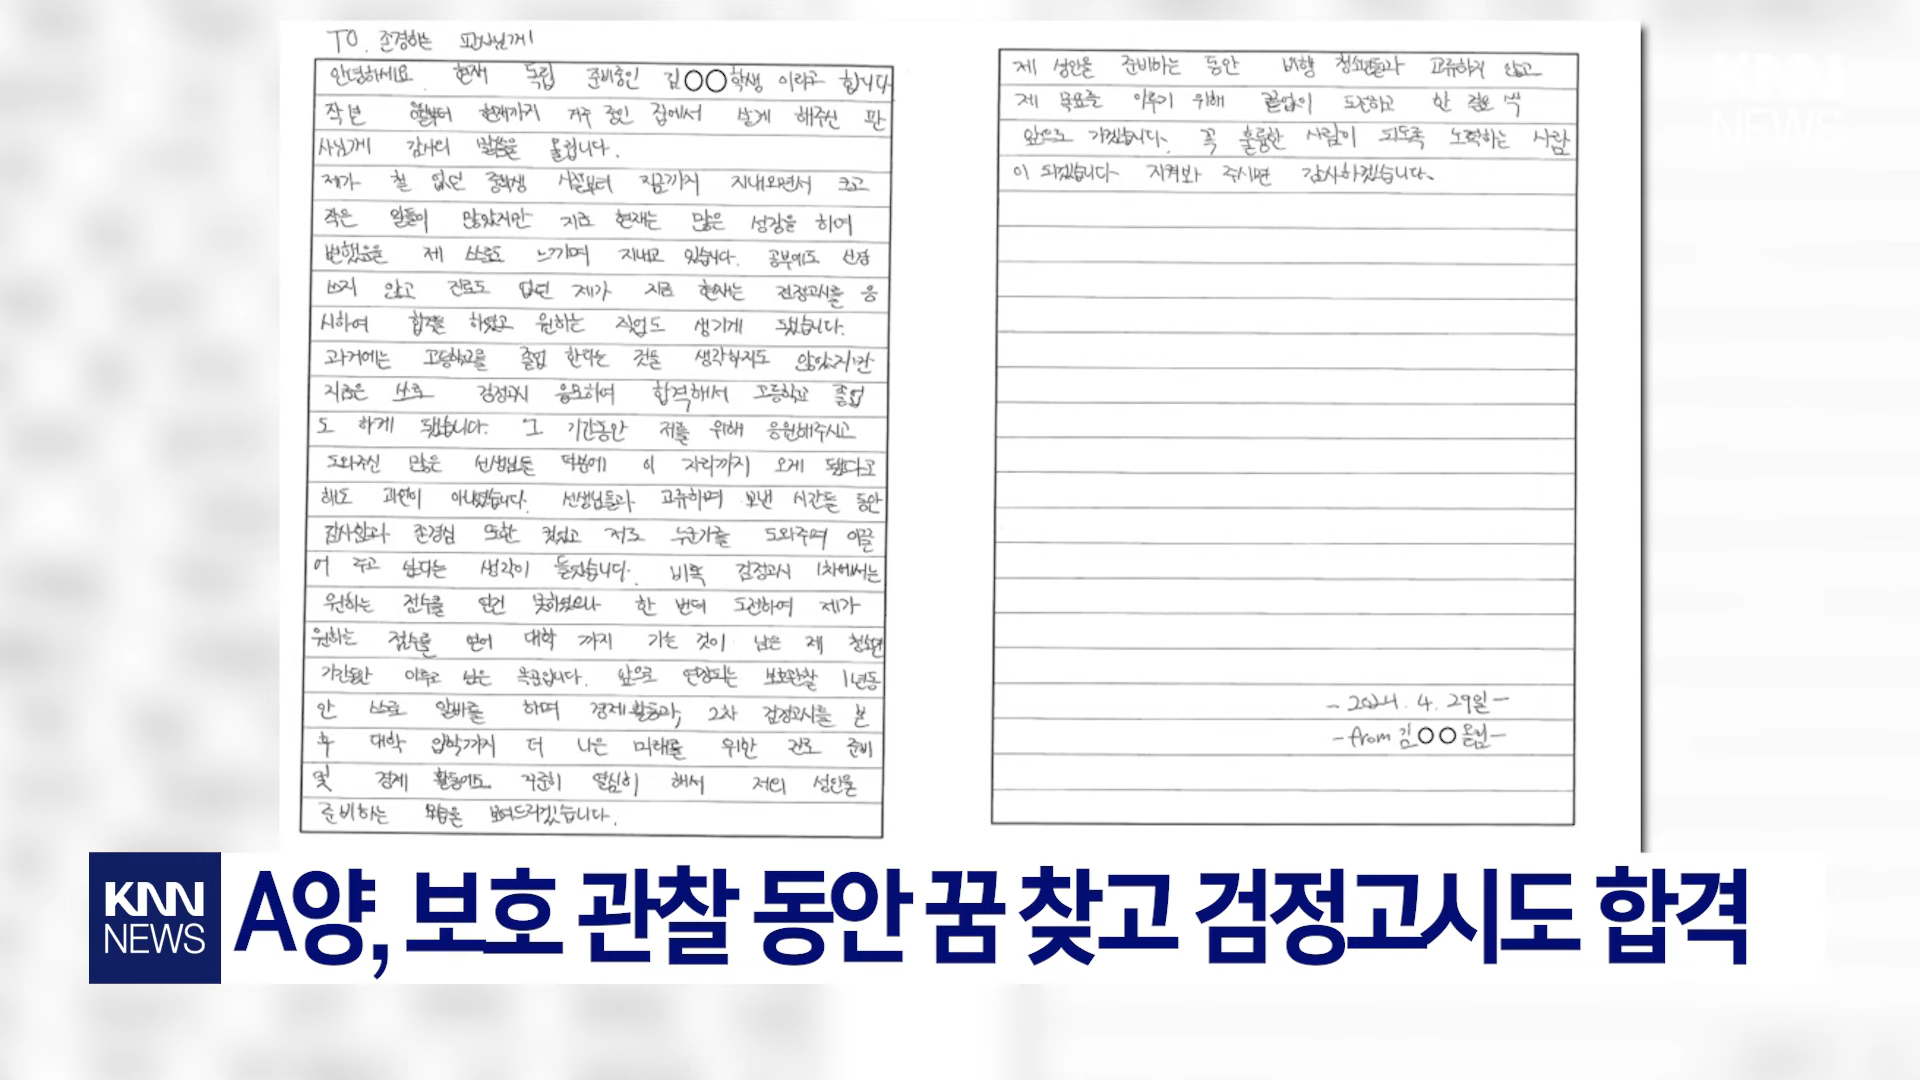 TO. 존경하는 판사님께!
안녕하세요. 현재 독립 준비중인 김○○학생 이라고 합니다
작년 월부터 현재까지 거주 중인 집에서 살게 해주신 판
사님께 감사의 말씀을 올립니다.
제가 철 없던 중학생 시절부터 지금까지 지내오면서 크고
작은 일들이 많았지만 지금 현재는 많은 성장을 하여
변했음을 제 스스로도 느끼며 지내고 있습니다. 공부에도 신경
쓰지 않고 진로도 없던 제가 지금 현재는 검정고시를 응
시하여 합격을 하였고 원하는 직업도 생기게 됐습니다.
과거에는 고등학교를 졸업 한다는 것을 생각하지도 않았지만
지금은 스스로 검정고시 응모하여 합격해서 고등학교 졸업
도 하게 됐습니다. 그 기간동안 저를 위해 응원해주시고
도와주신 많은 선생님들 덕분에 이 자리까지 오게 됐다고
해도 과언이 아니였습니다. 선생님들과 교류하며 보낸 시간들 동안
감사함과 존경심 또한 컸었고 저도 누군가를 도와주며 이끌
어 주고 싶다는 생각이 들었습니다. 비록 검정고시 1차에서는
원하는 점수를 얻진 못하였으나 한 번더 도전하여 제가
원하는 점수를 얻어 대학 까지 가는 것이 남은 제 청소년
기간동안 이루고 싶은 목표입니다. 앞으로 연장되는 보호관찰 1년동
안 스스로 알바를 하며 경제활동과, 2차 검정고시를 본
후 대학 입학까지 더 나은 미래를 위한 진로 준비
및 경제 활동에도 꾸준히 열심히 해서 저의 성인을
준비하는 모습을 보여드리겠습니다.
제 성인을 준비하는 동안 비행 청소년들과 교류하지 않고
제 목표를 이루기 위해 끝없이 도전하고 한 걸음 씩
앞으로 가겠습니다. 꼭 훌륭한 사람이 되도록 노력하는 사람
이 되겠습니다 지켜봐 주시면 감사하겠습니다.
- 2024. 4. 29일 -
- from 김○○올림-
KNN NEWS
KNN NEWS
A양, 보호 관찰 동안 꿈 찾고 검정고시도 합격